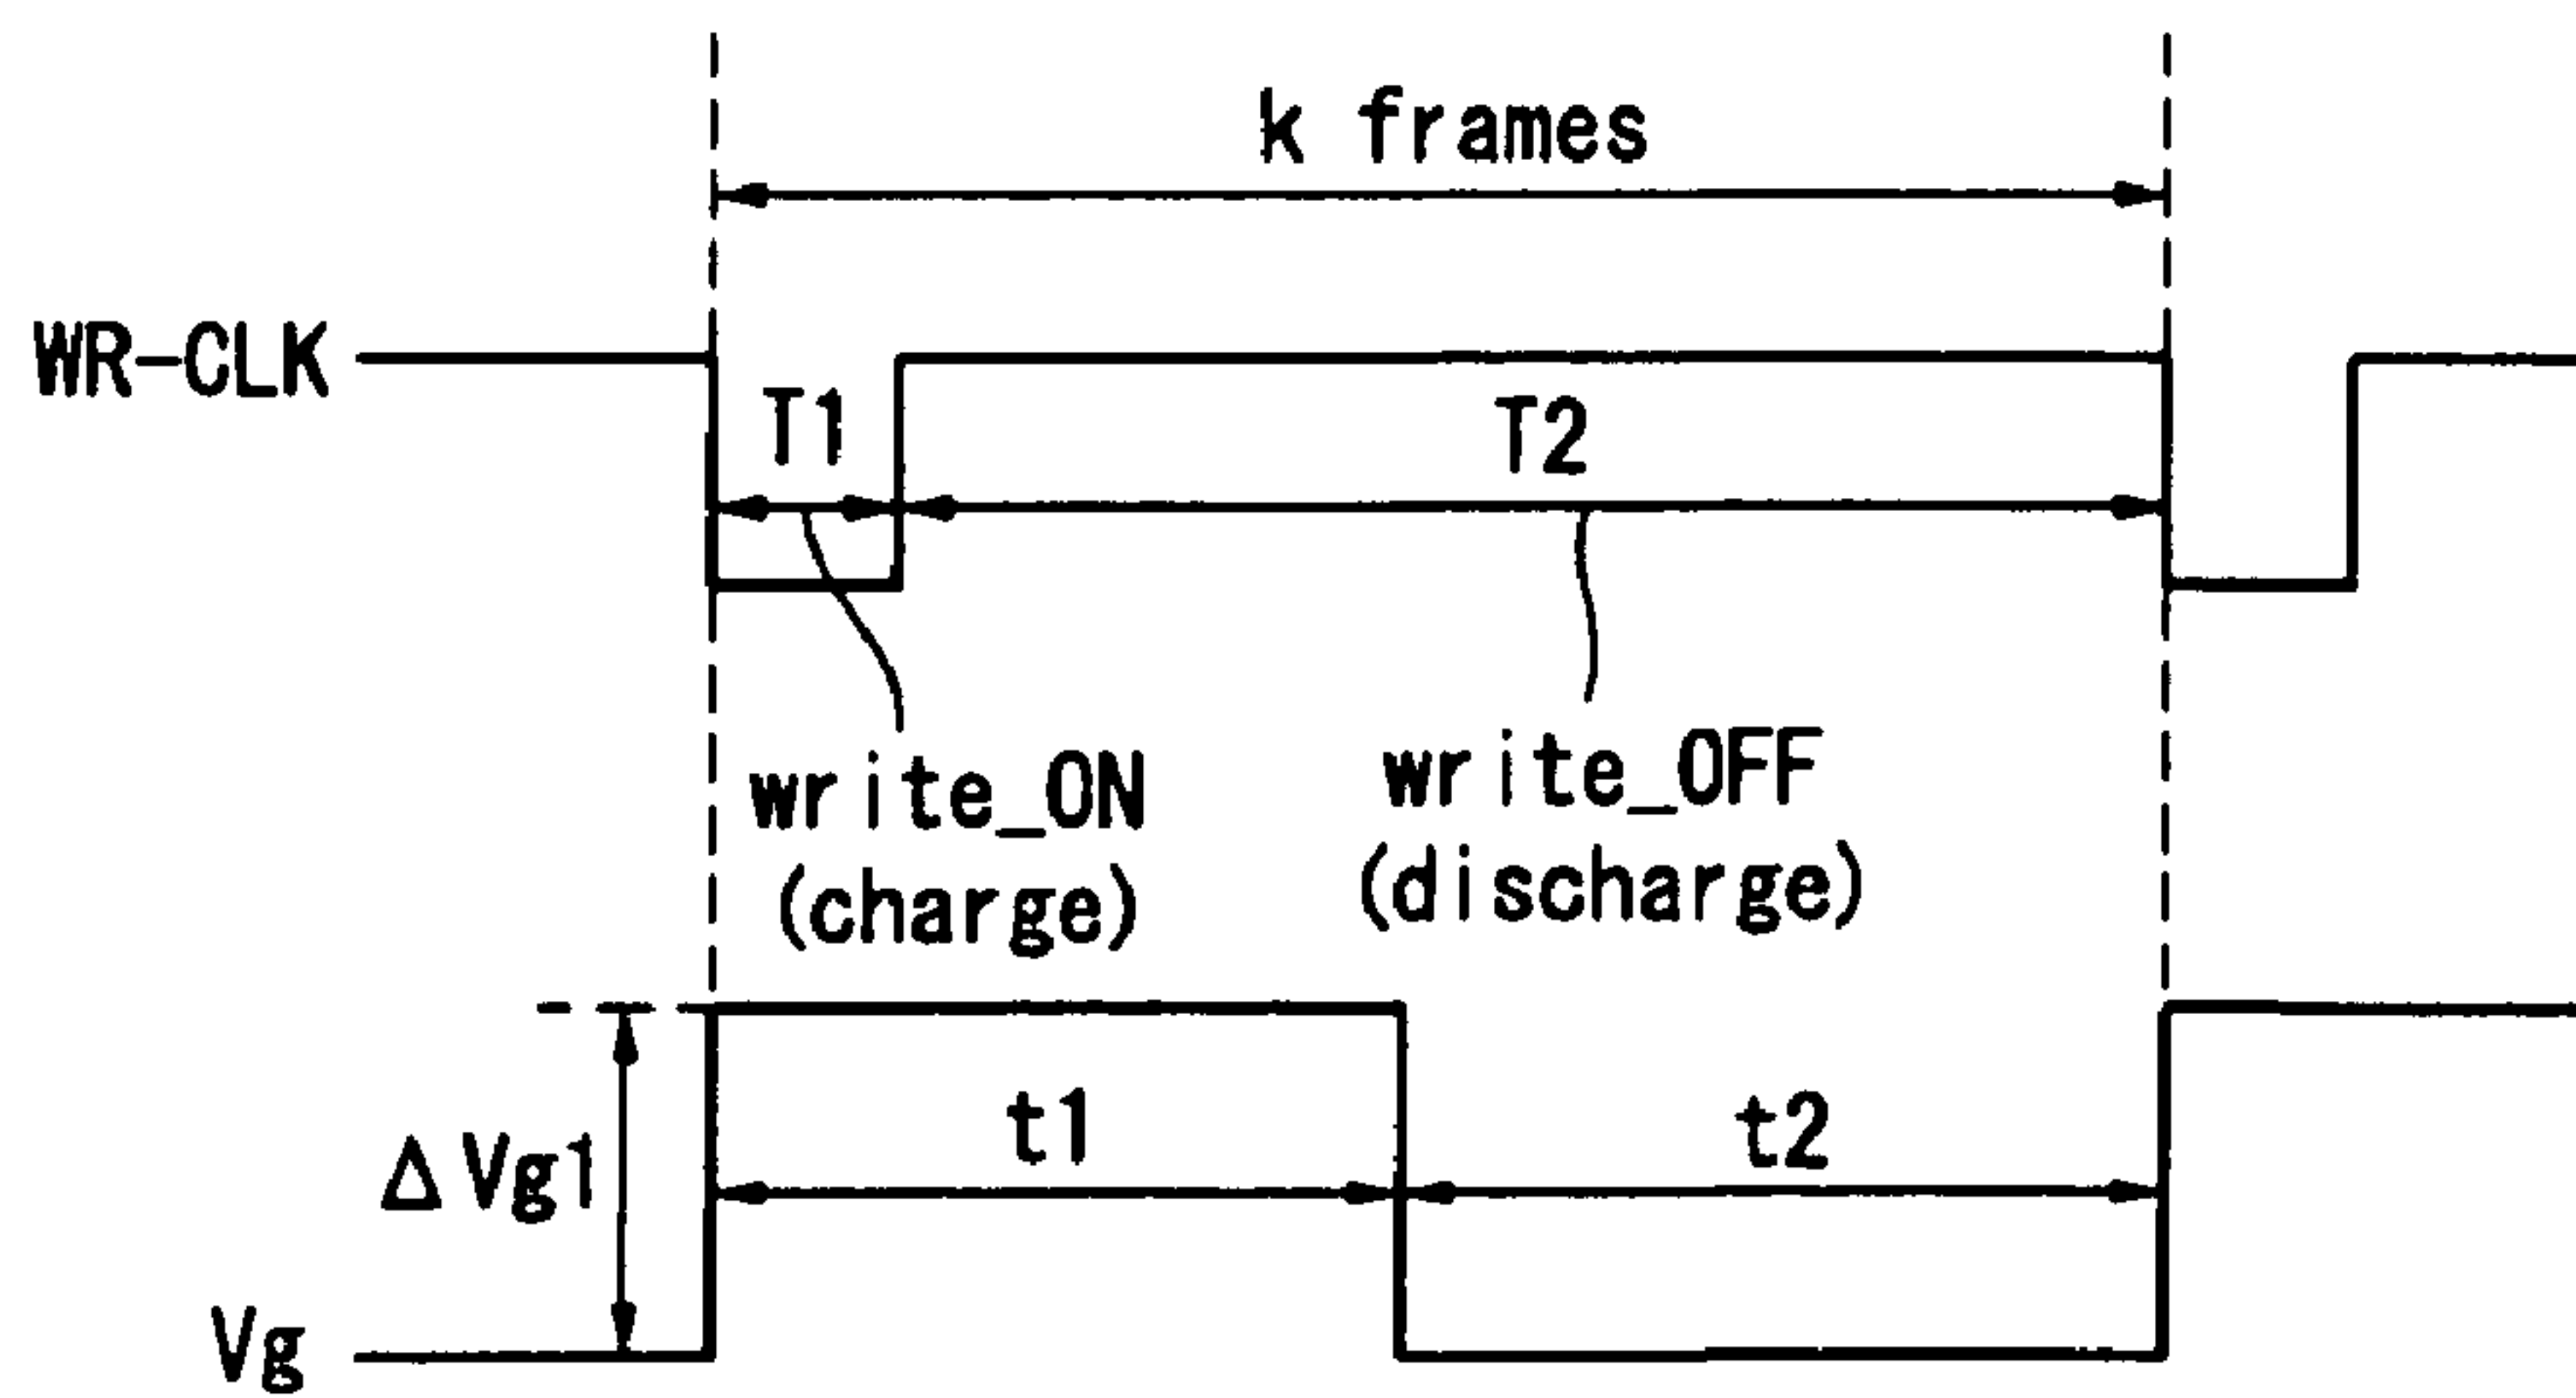 k frames
WR-CLK
T1
T2
write_ON
(charge)
write_OFF
(discharge)
ΔVg1
t1
t2
Vg